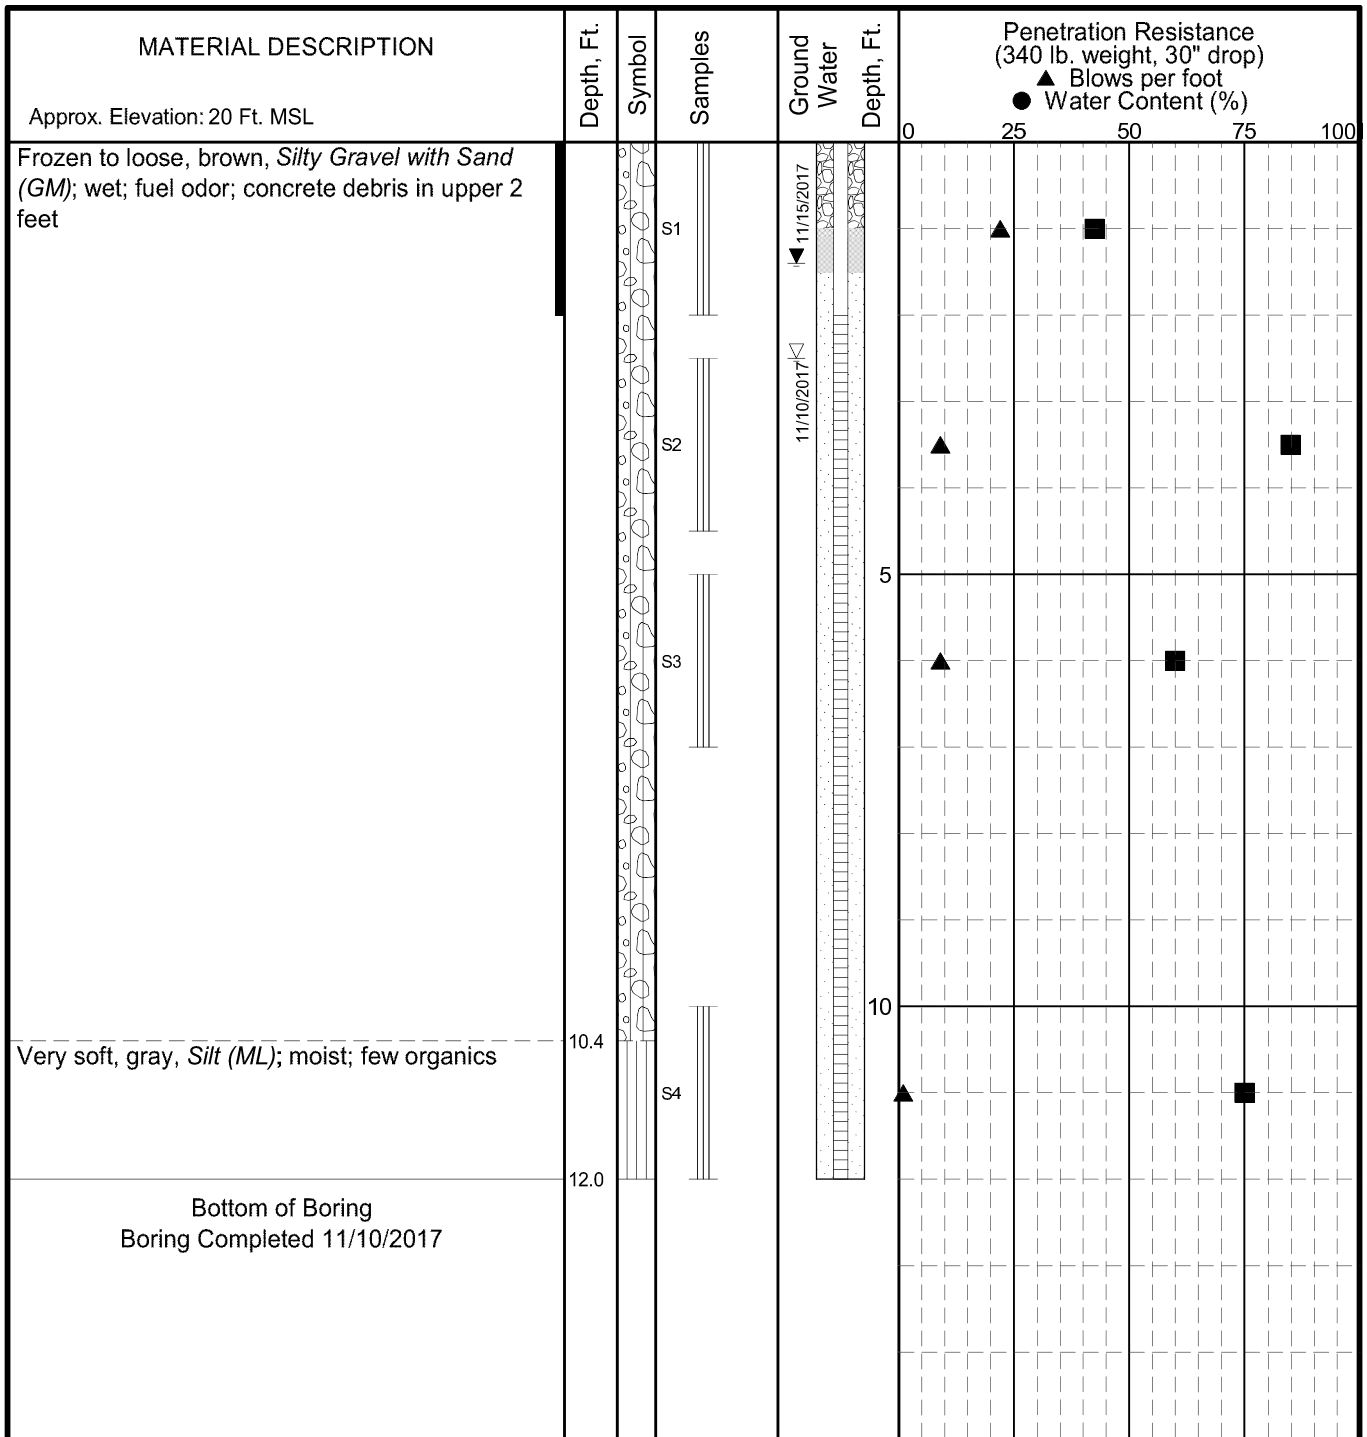 MATERIAL DESCRIPTION
Approx. Elevation: 20 Ft. MSL
Depth, Ft.
Symbol
Samples
Ground
Water
Depth, Ft.
Penetration Resistance
(340 lb. weight, 30" drop)
▲ Blows per foot
● Water Content (%)
0 25 50 75 100
Frozen to loose, brown, Silty Gravel with Sand
(GM); wet; fuel odor; concrete debris in upper 2
feet
S1
11/15/2017
11/10/2017
S2
5
S3
10
10.4
Very soft, gray, Silt (ML); moist; few organics
S4
12.0
Bottom of Boring
Boring Completed 11/10/2017